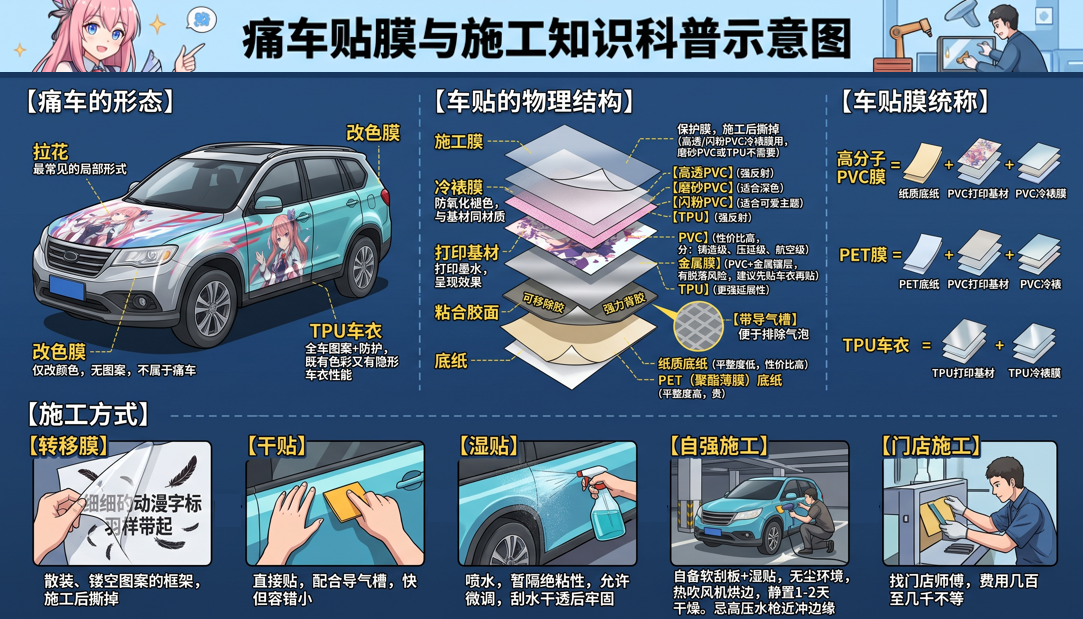 痛车贴膜与施工知识科普示意图
【痛车的形态】
拉花
最常见的局部形式
改色膜
改色膜
仅改颜色，无图案，不属于痛车
TPU车衣
全车图案+防护，
既有色彩又有隐形
车衣性能
【车贴的物理结构】
施工膜
冷裱膜
防氧化褪色，
与基材同材质
打印基材
打印墨水，
呈现效果
粘合胶面
底纸
可移除胶
强力背胶
保护膜，施工后撕掉
(高透/闪粉PVC冷裱膜用，
磨砂PVC或TPU不需要)
【高透PVC】(强反射)
【磨砂PVC】(适合深色)
【闪粉PVC】(适合可爱主题)
【TPU】(强反射)
PVC】(性价比高，
分：铸造级、压延级、航空级)
金属膜】(PVC+金属镶层，
有脱落风险，建议先贴车衣再贴)
TPU】(更强延展性)
【带导气槽】
便于排除气泡
纸质底纸 (平整度低，性价比高)
PET（聚酯薄膜）底纸
(平整度高，贵)
【车贴膜统称】
高分子
PVC膜
=
+
+
纸质底纸
PVC打印基材
PVC冷裱膜
PET膜
=
+
+
PET底纸
PVC打印基材
PVC冷裱
TPU车衣
=
+
TPU打印基材
TPU冷裱膜
【施工方式】
【转移膜】
细细砂动漫字标
羽样带起
散装、镂空图案的框架，
施工后撕掉
【干贴】
直接贴，配合导气槽，快
但容错小
【湿贴】
喷水，暂隔绝粘性，允许
微调，刮水干透后牢固
【自强施工】
自备软刮板+湿贴，无尘环境，
热吹风机烘边，静置1-2天
干燥。忌高压水枪近冲边缘
【门店施工】
找门店师傅，费用几百
至几千不等